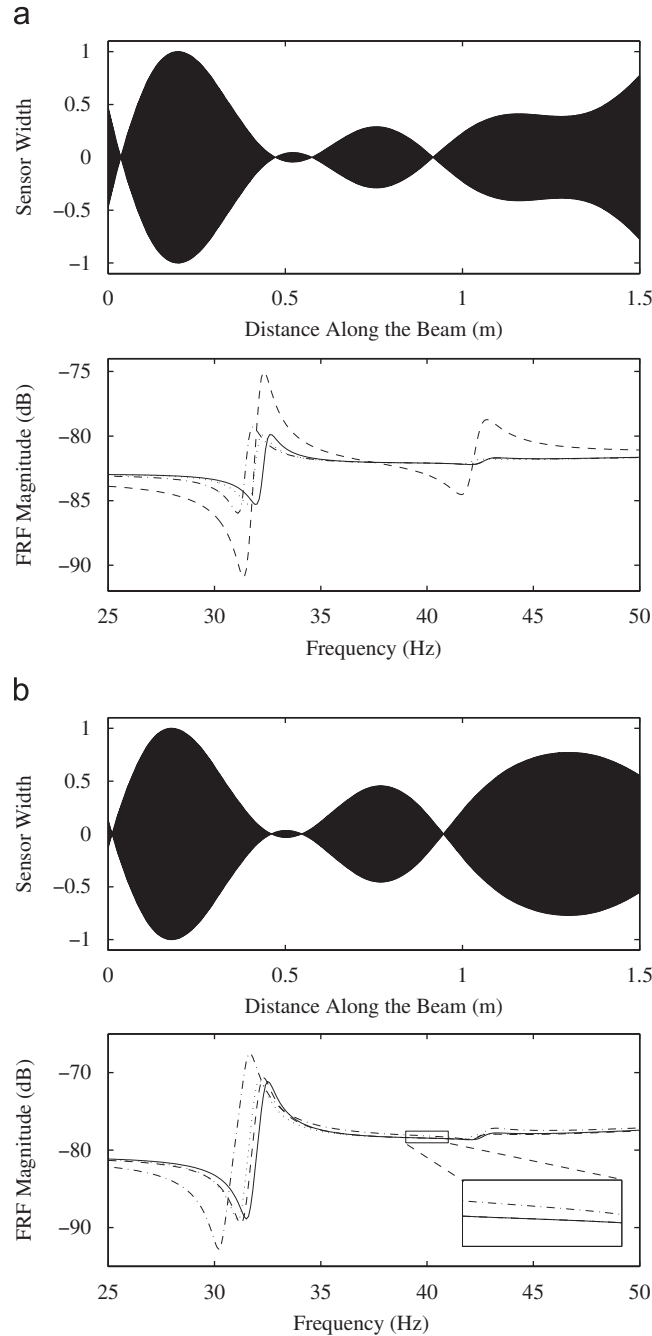 a
1
0.5
0
−0.5
−1
Sensor Width
0 0.5 1 1.5
Distance Along the Beam (m)
−75
−80
−85
−90
FRF Magnitude (dB)
25 30 35 40 45 50
Frequency (Hz)
b
1
0.5
0
−0.5
−1
Sensor Width
0 0.5 1 1.5
Distance Along the Beam (m)
−70
−80
−90
FRF Magnitude (dB)
25 30 35 40 45 50
Frequency (Hz)